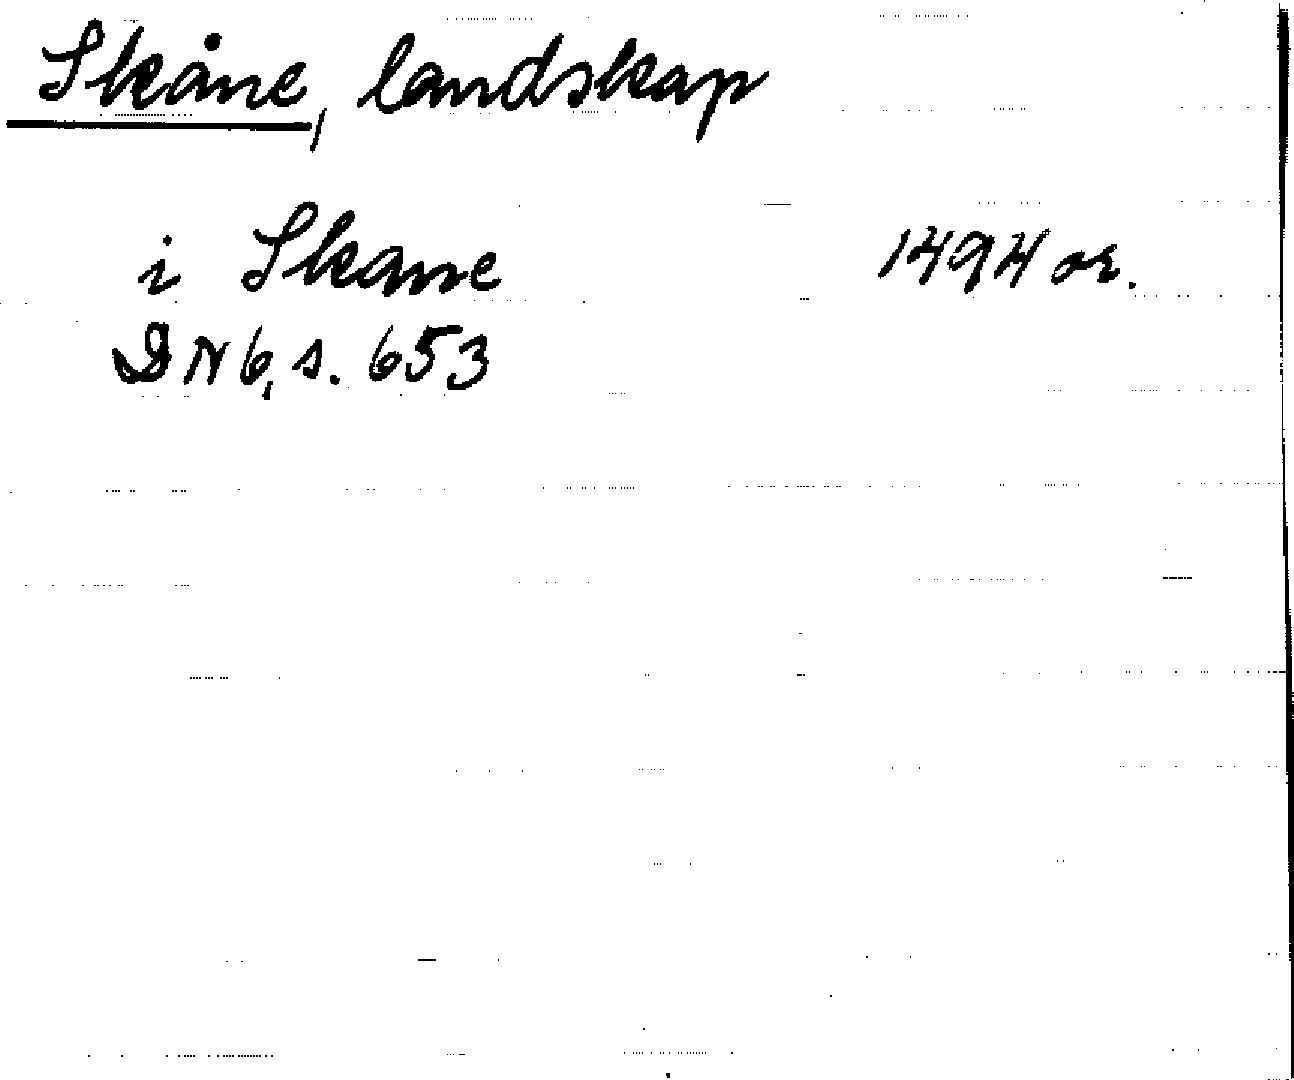 Skåne, landskap
i Skane 1494 or.
DN 6, s. 653